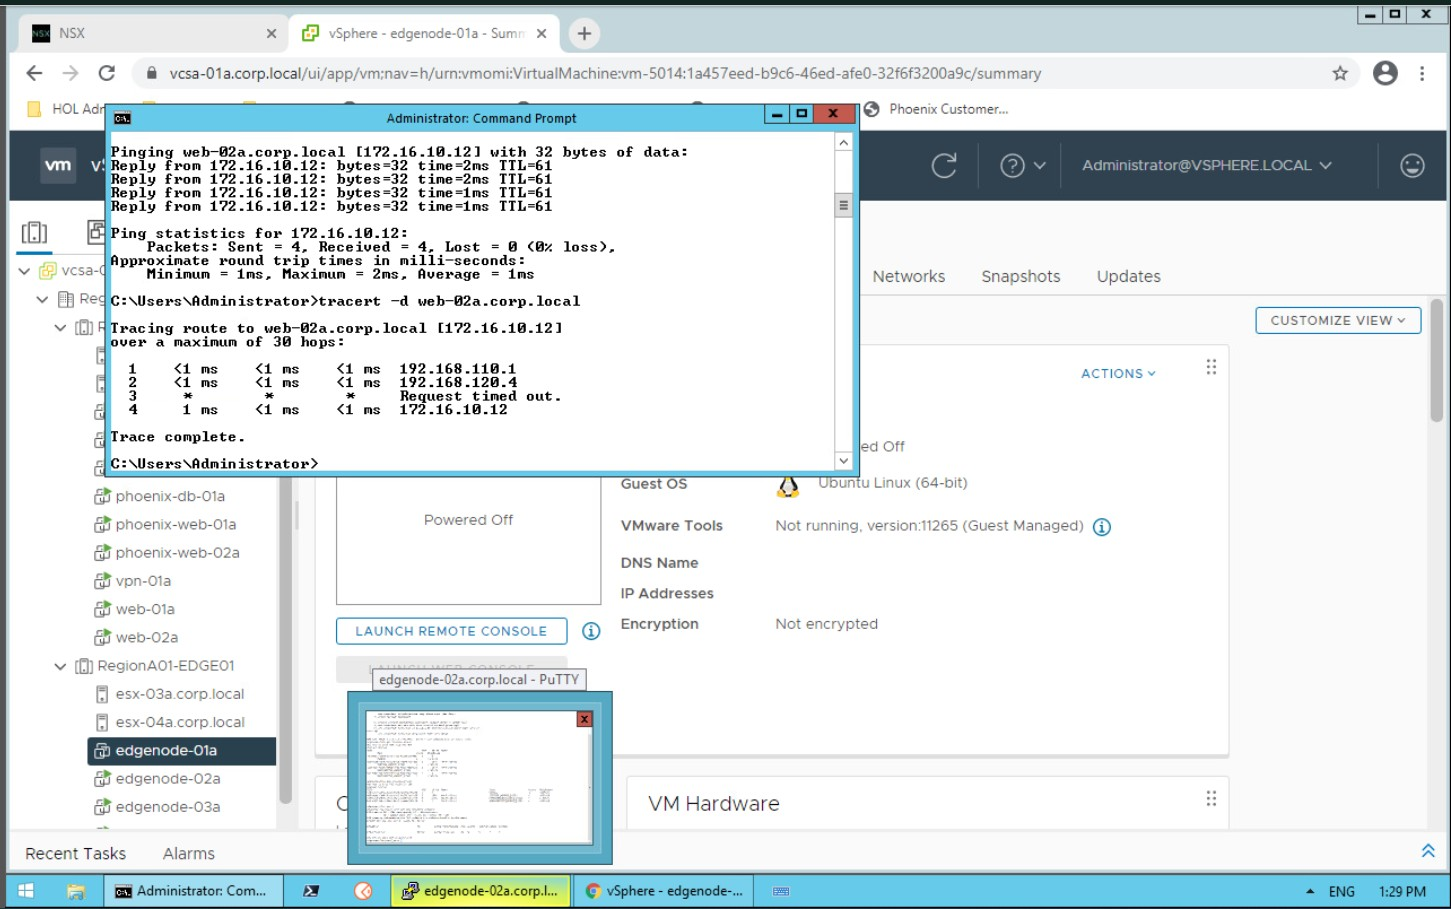 NSX
NSX
vSphere - edgenode-01a - Sum
vcsa-01a.corp.local/ui/app/vm;nav=h/urn:vmomi:VirtualMachine:vm-5014:1a457eed-b9c6-46ed-afe0-32f6f3200a9c/summary
HOL Adr
Phoenix Customer...
Administrator: Command Prompt
Pinging web-02a.corp.local [172.16.10.12] with 32 bytes of data:
Reply from 172.16.10.12: bytes=32 time=2ms TTL=61
Reply from 172.16.10.12: bytes=32 time=2ms TTL=61
Reply from 172.16.10.12: bytes=32 time=1ms TTL=61
Reply from 172.16.10.12: bytes=32 time=1ms TTL=61
Ping statistics for 172.16.10.12:
Packets: Sent = 4, Received = 4, Lost = 0 (0% loss),
Approximate round trip times in milli-seconds:
Minimum = 1ms, Maximum = 2ms, Average = 1ms
C:\Users\Administrator>tracert -d web-02a.corp.local
Tracing route to web-02a.corp.local [172.16.10.12]
over a maximum of 30 hops:
1 <1 ms <1 ms <1 ms 192.168.110.1
2 <1 ms <1 ms <1 ms 192.168.120.4
3 * * * Request timed out.
4 1 ms <1 ms <1 ms 172.16.10.12
Trace complete.
C:\Users\Administrator>
vm
Administrator@VSPHERE.LOCAL
Networks Snapshots Updates
CUSTOMIZE VIEW
ACTIONS
ed Off
vcsa-
Reg
R
phoenix-db-01a
phoenix-web-01a
phoenix-web-02a
vpn-01a
web-01a
web-02a
RegionA01-EDGE01
esx-03a.corp.local
esx-04a.corp.local
edgenode-01a
edgenode-02a
edgenode-03a
Powered Off
Guest OS Ubuntu Linux (64-bit)
VMware Tools Not running, version:11265 (Guest Managed)
DNS Name
IP Addresses
Encryption Not encrypted
LAUNCH REMOTE CONSOLE
LAUNCH WEB CONSOLE
edgenode-02a.corp.local - PuTTY
VM Hardware
Recent Tasks Alarms
Administrator: Com...
edgenode-02a.corp.l...
vSphere - edgenode-...
ENG 1:29 PM